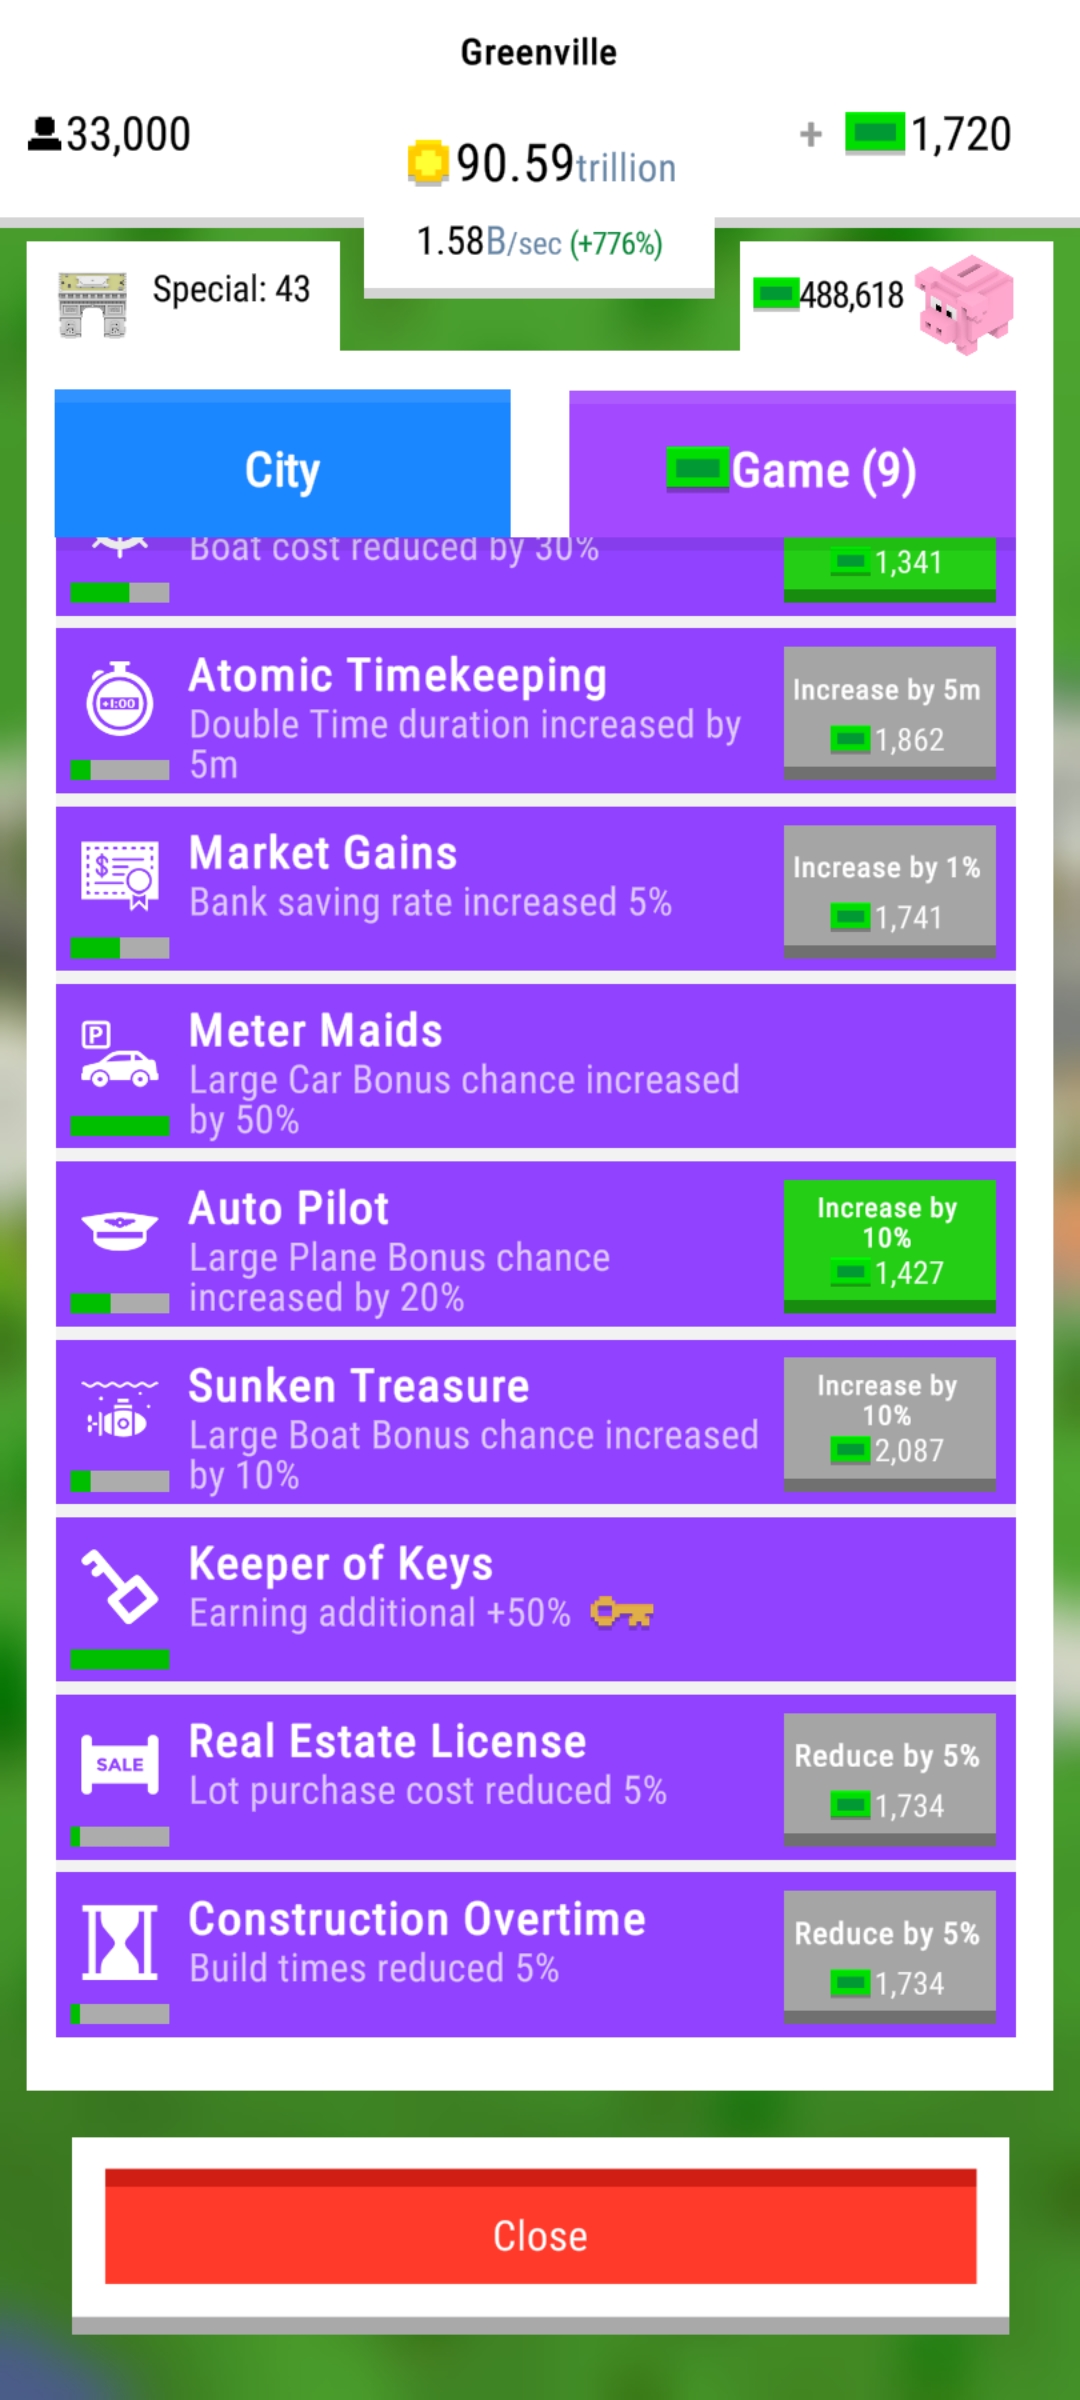 Greenville
33,000
90.59trillion
+ 1,720
1.58B/sec (+776%)
Special: 43
488,618
City
Game (9)
Boat cost reduced by 30%
1,341
Atomic Timekeeping
Double Time duration increased by
5m
Increase by 5m
1,862
+1:00
Market Gains
Bank saving rate increased 5%
Increase by 1%
1,741
$
P
Meter Maids
Large Car Bonus chance increased
by 50%
Auto Pilot
Large Plane Bonus chance
increased by 20%
Increase by
10%
1,427
Sunken Treasure
Large Boat Bonus chance increased
by 10%
Increase by
10%
2,087
Keeper of Keys
Earning additional +50%
SALE
Real Estate License
Lot purchase cost reduced 5%
Reduce by 5%
1,734
Construction Overtime
Build times reduced 5%
Reduce by 5%
1,734
Close